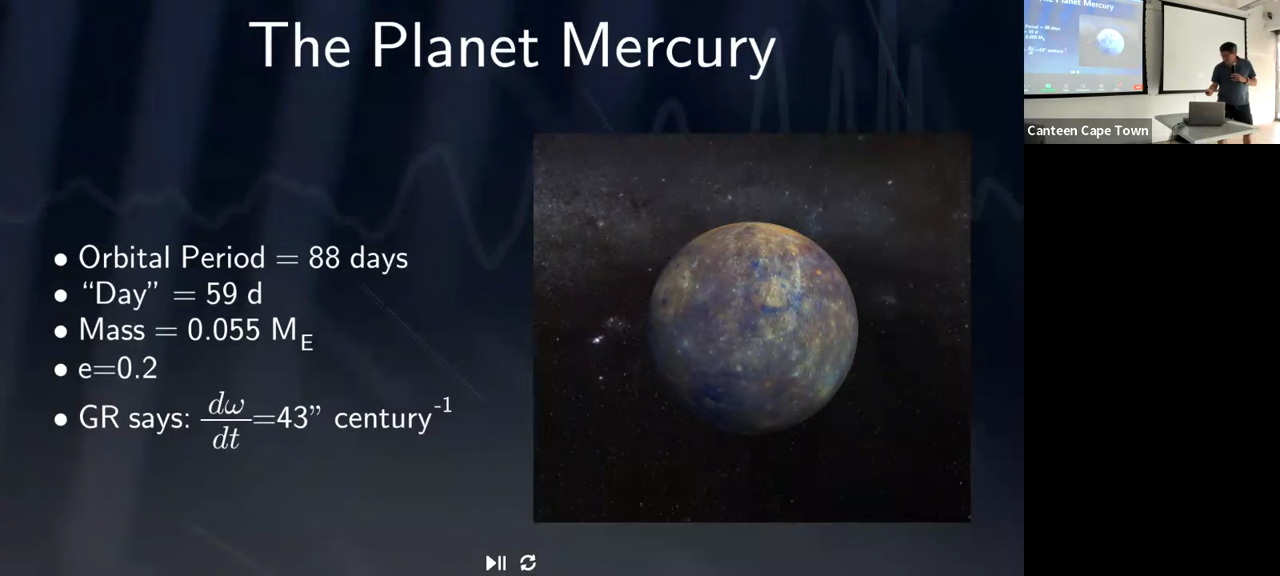 The Planet Mercury
• Orbital Period = 88 days
• “Day” = 59 d
• Mass = 0.055 M_E
• e=0.2
• GR says: dω/dt=43” century^-1
Canteen Cape Town